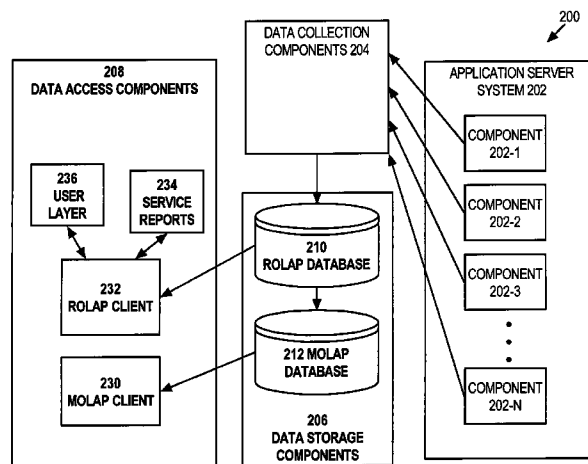 200
DATA COLLECTION
COMPONENTS 204
208
DATA ACCESS COMPONENTS
APPLICATION SERVER
SYSTEM 202
COMPONENT
202-1
COMPONENT
202-2
COMPONENT
202-3
COMPONENT
202-N
236
USER
LAYER
234
SERVICE
REPORTS
232
ROLAP CLIENT
230
MOLAP CLIENT
210
ROLAP DATABASE
212 MOLAP
DATABASE
206
DATA STORAGE
COMPONENTS